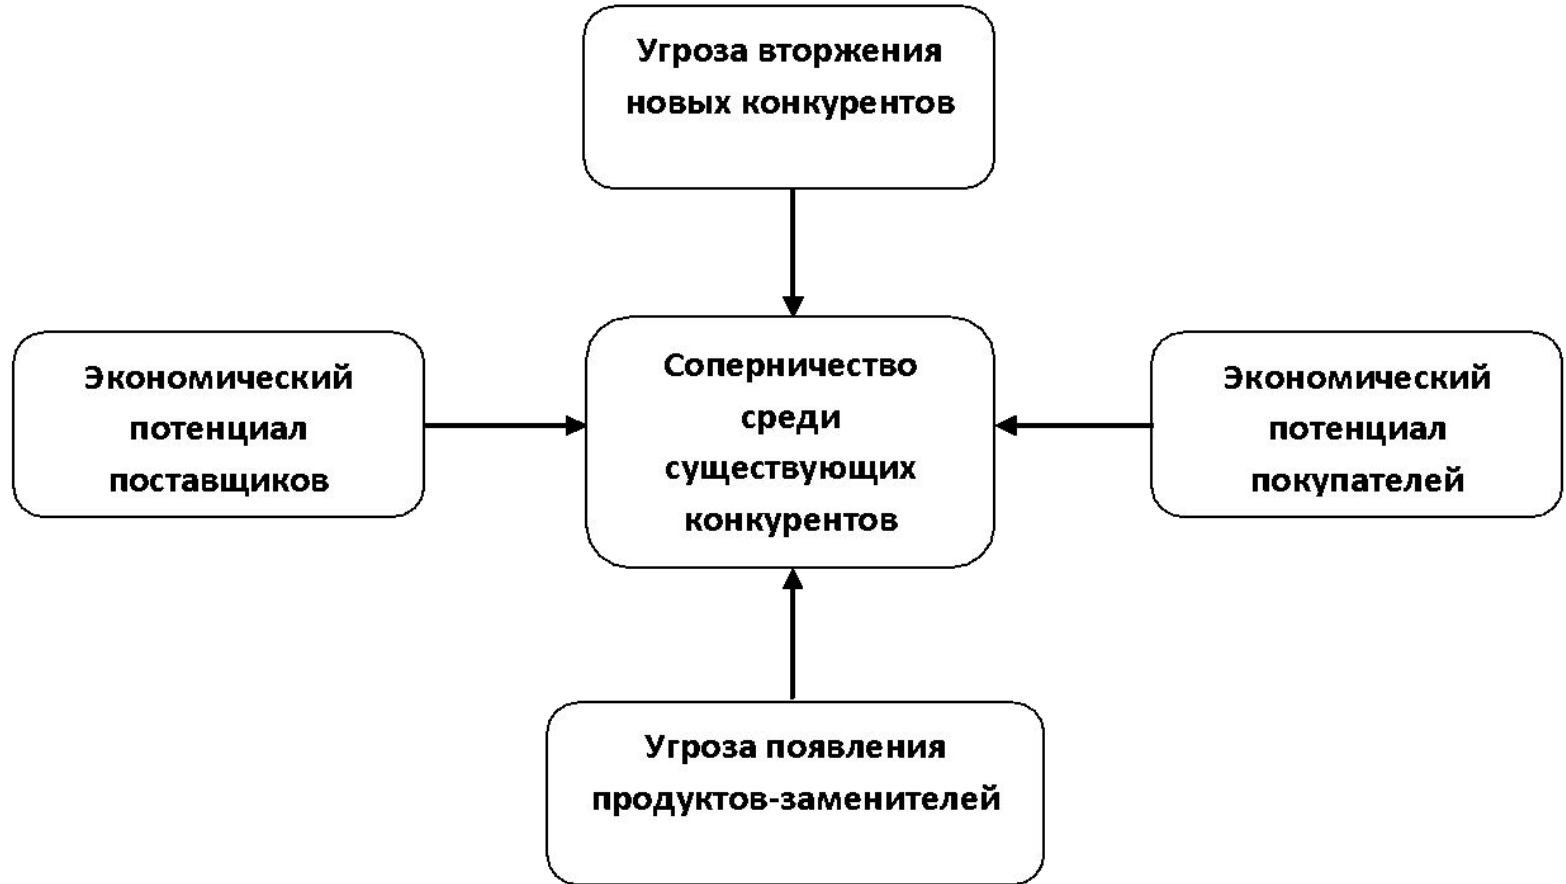 Угроза вторжения
новых конкурентов
Экономический
потенциал
поставщиков
Соперничество
среди
существующих
конкурентов
Экономический
потенциал
покупателей
Угроза появления
продуктов-заменителей